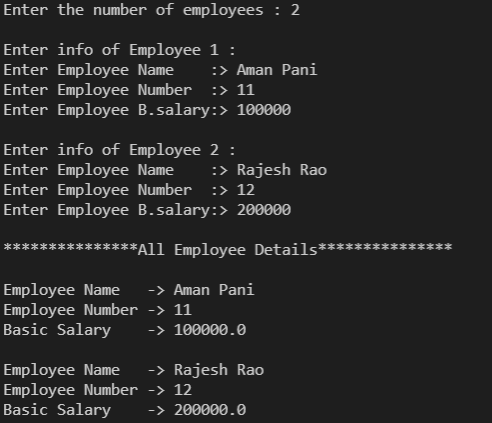 Enter the number of employees : 2
Enter info of Employee 1 :
Enter Employee Name    :> Aman Pani
Enter Employee Number  :> 11
Enter Employee B.salary:> 100000
Enter info of Employee 2 :
Enter Employee Name    :> Rajesh Rao
Enter Employee Number  :> 12
Enter Employee B.salary:> 200000
***************All Employee Details***************
Employee Name   -> Aman Pani
Employee Number -> 11
Basic Salary    -> 100000.0
Employee Name   -> Rajesh Rao
Employee Number -> 12
Basic Salary    -> 200000.0